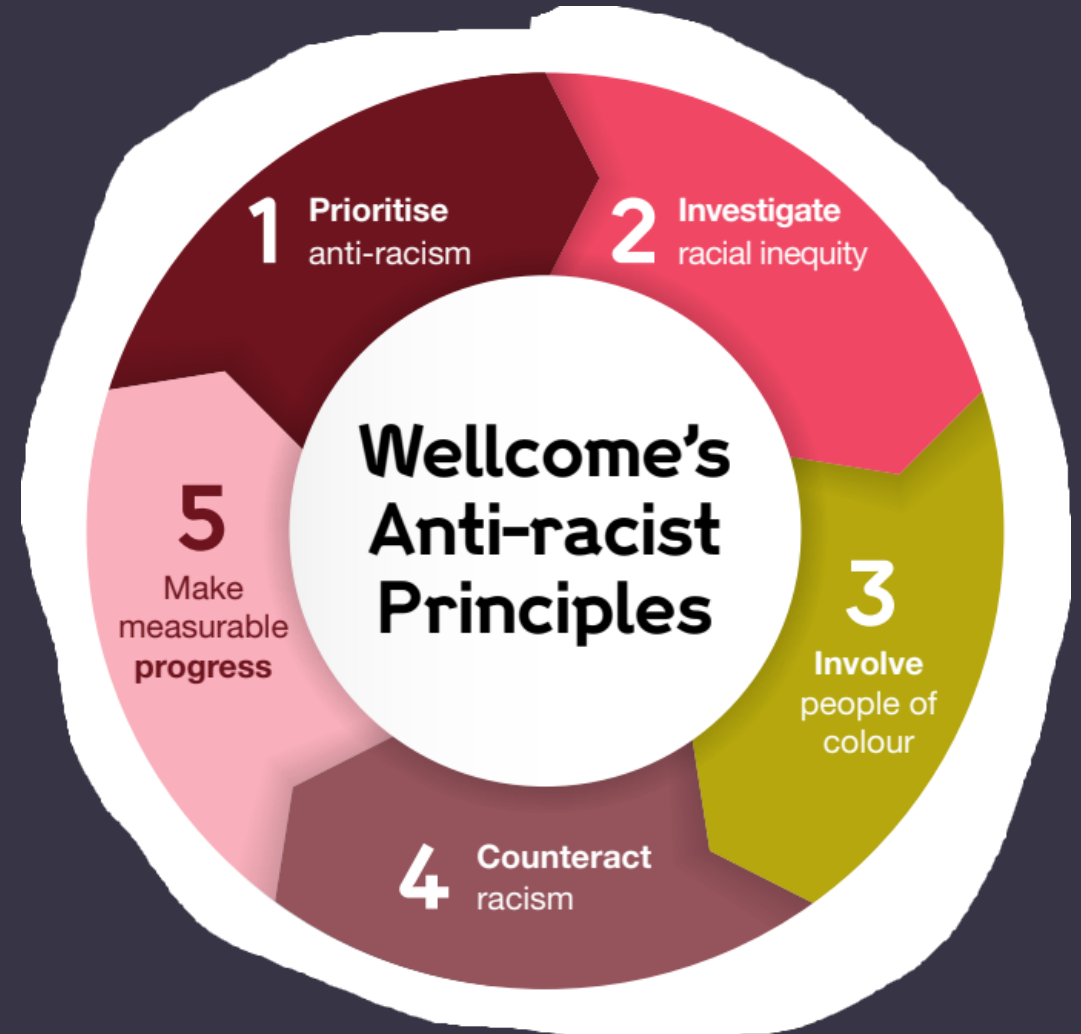 1 Prioritise
anti-racism
2 Investigate
racial inequity
3
Involve
people of
colour
4 Counteract
racism
5
Make
measurable
progress
Wellcome’s
Anti-racist
Principles